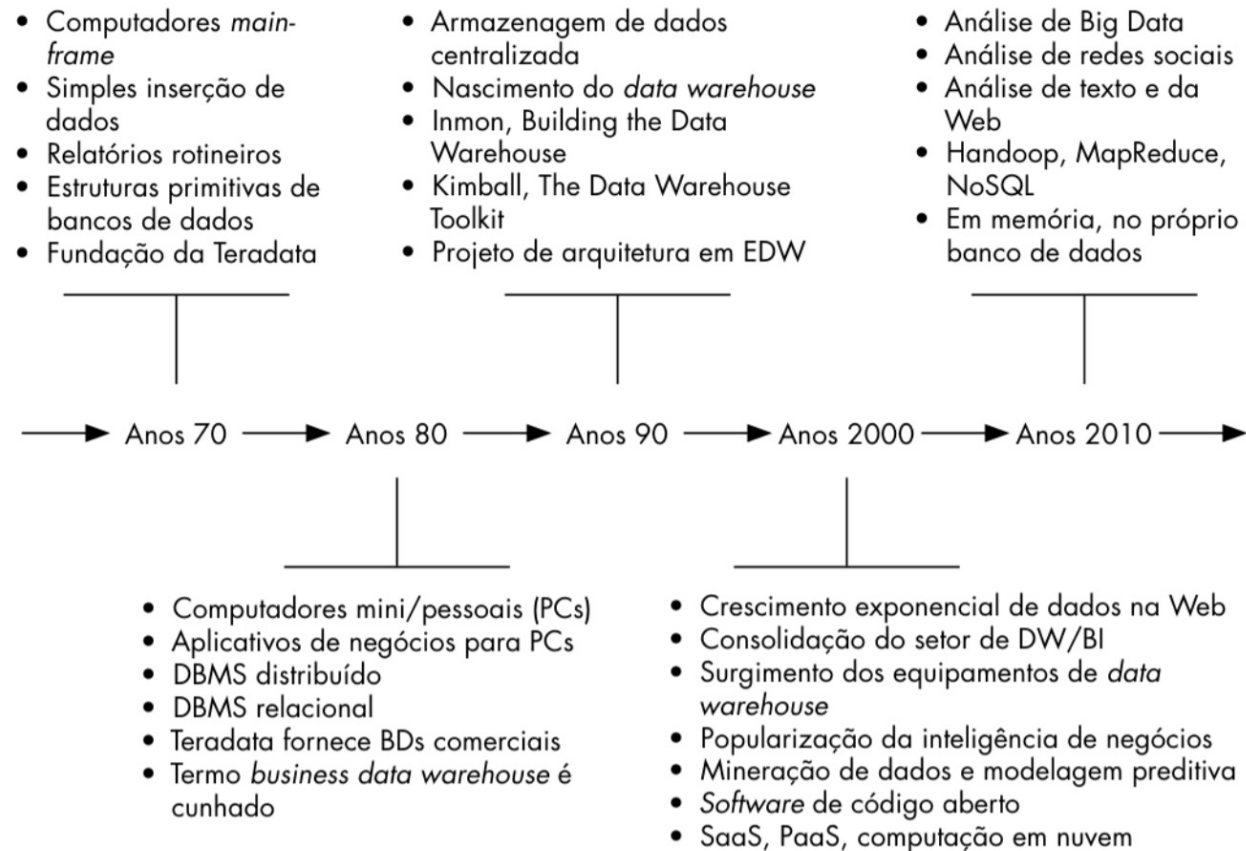 • Computadores main-
frame
• Simples inserção de
dados
• Relatórios rotineiros
• Estruturas primitivas de
bancos de dados
• Fundação da Teradata
• Armazenagem de dados
centralizada
• Nascimento do data warehouse
• Inmon, Building the Data
Warehouse
• Kimball, The Data Warehouse
Toolkit
• Projeto de arquitetura em EDW
• Análise de Big Data
• Análise de redes sociais
• Análise de texto e da
Web
• Handoop, MapReduce,
NoSQL
• Em memória, no próprio
banco de dados
Anos 70 Anos 80 Anos 90 Anos 2000 Anos 2010
• Computadores mini/pessoais (PCs)
• Aplicativos de negócios para PCs
• DBMS distribuído
• DBMS relacional
• Teradata fornece BDs comerciais
• Termo business data warehouse é
cunhado
• Crescimento exponencial de dados na Web
• Consolidação do setor de DW/BI
• Surgimento dos equipamentos de data
warehouse
• Popularização da inteligência de negócios
• Mineração de dados e modelagem preditiva
• Software de código aberto
• SaaS, PaaS, computação em nuvem